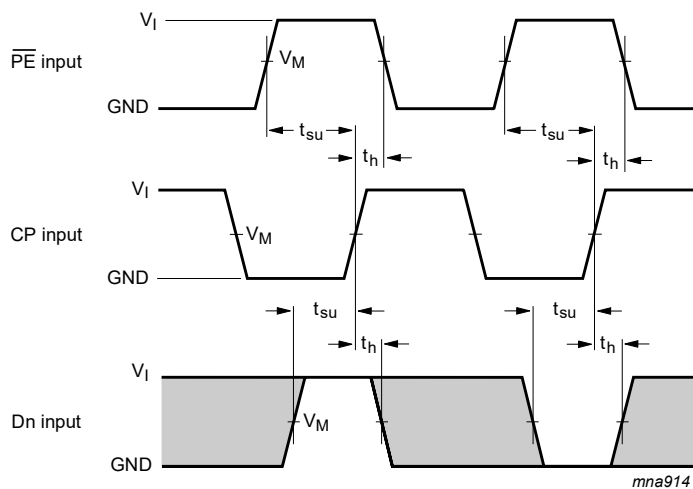 V_I
P̅E̅ input
V_M
GND
t_su
t_su
t_h
t_h
V_I
CP input
V_M
GND
t_su
t_su
t_h
t_h
V_I
Dn input
V_M
GND
mna914